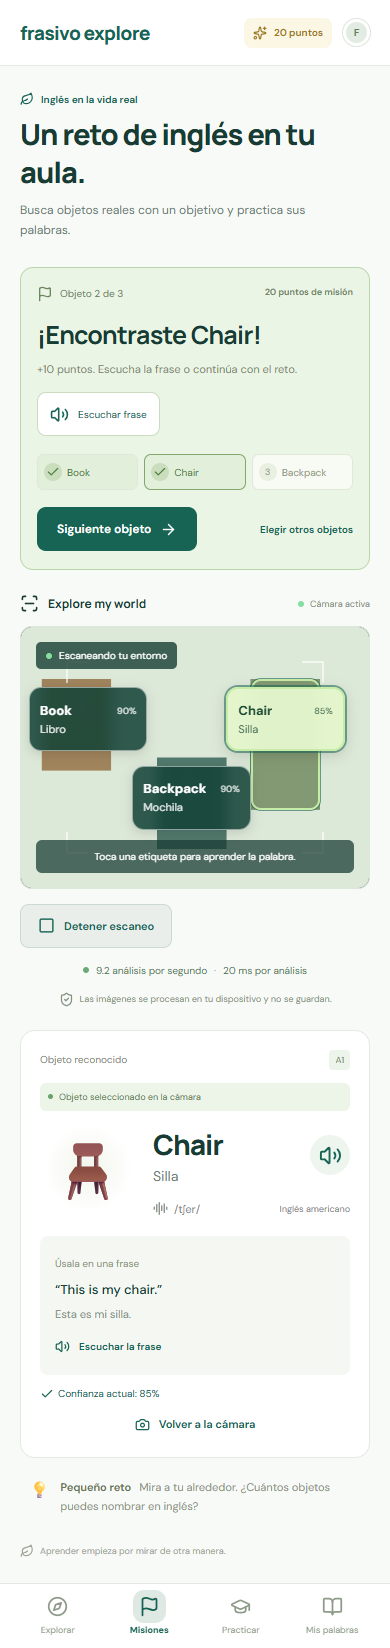 frasivo explore
20 puntos
F
Inglés en la vida real
Un reto de inglés en tu
aula.
Busca objetos reales con un objetivo y practica sus
palabras.
Objeto 2 de 3
20 puntos de misión
¡Encontraste Chair!
+10 puntos. Escucha la frase o continúa con el reto.
Escuchar frase
Book
Chair
3 Backpack
Siguiente objeto
Elegir otros objetos
Explore my world
Cámara activa
Escaneando tu entorno
Book 90%
Libro
Chair 85%
Silla
Backpack 90%
Mochila
Toca una etiqueta para aprender la palabra.
Detener escaneo
9.2 análisis por segundo · 20 ms por análisis
Las imágenes se procesan en tu dispositivo y no se guardan.
Objeto reconocido
A1
Objeto seleccionado en la cámara
Chair
Silla
/tʃer/
Inglés americano
Úsala en una frase
“This is my chair.”
Esta es mi silla.
Escuchar la frase
Confianza actual: 85%
Volver a la cámara
Pequeño reto Mira a tu alrededor. ¿Cuántos objetos
puedes nombrar en inglés?
Aprender empieza por mirar de otra manera.
Explorar
Misiones
Practicar
Mis palabras